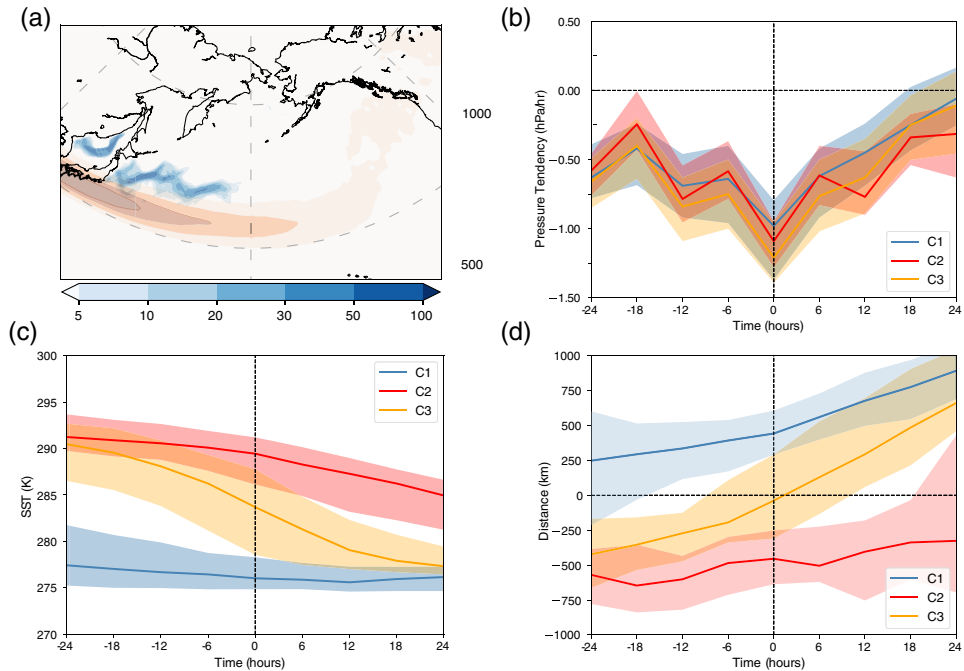 (a)
1000
500
5 10 20 30 50 100
(b)
0.50
0.25
0.00
−0.50
−1.00
−1.50
Pressure Tendency (hPa/hr)
C1
C2
C3
-24 -18 -12 -6 0 6 12 18 24
Time (hours)
(c)
300
295
290
285
280
275
270
SST (K)
C1
C2
C3
-24 -18 -12 -6 0 6 12 18 24
Time (hours)
(d)
1000
750
500
250
0
−250
−500
−750
−1000
Distance (km)
C1
C2
C3
-24 -18 -12 -6 0 6 12 18 24
Time (hours)